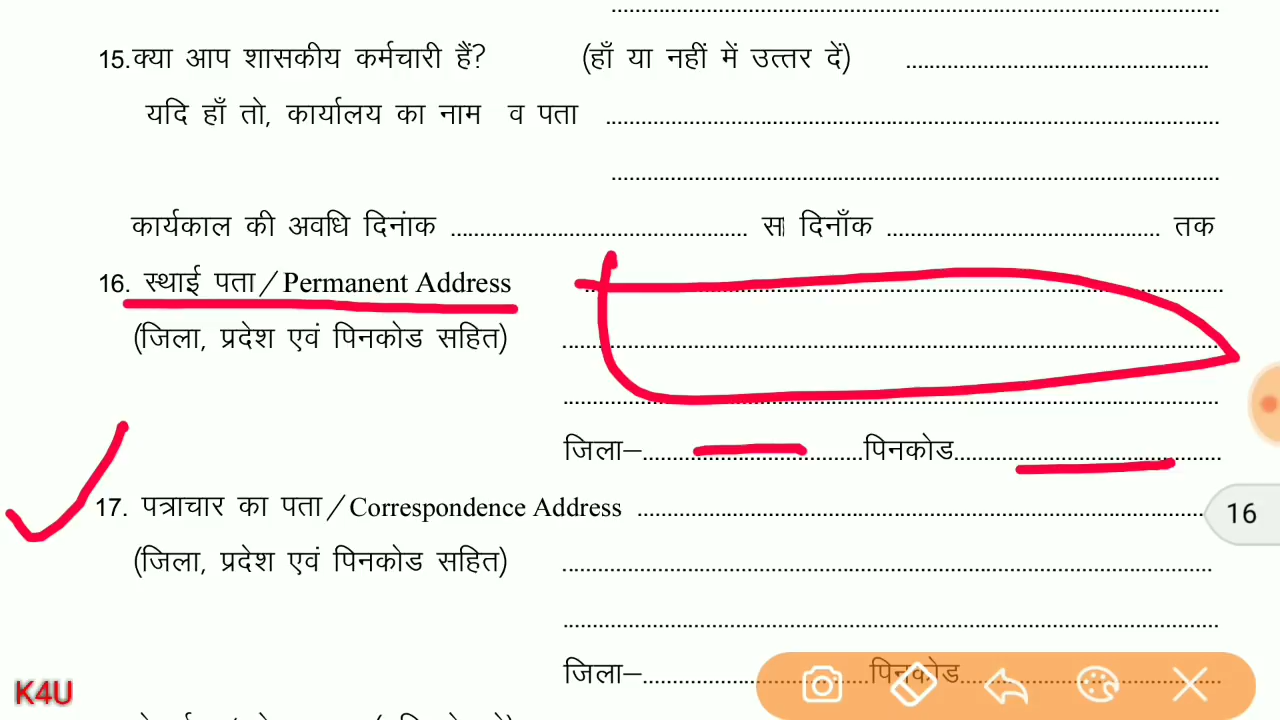 15.क्या आप शासकीय कर्मचारी हैं? (हाँ या नहीं में उत्तर दें) ........................................
यदि हाँ तो, कार्यालय का नाम व पता ........................................
कार्यकाल की अवधि दिनांक ........................................ सा दिनाँक ........................................ तक
16. स्थाई पता/Permanent Address ........................................
(जिला, प्रदेश एवं पिनकोड सहित) ........................................
जिला–..............................पिनकोड..............................
17. पत्राचार का पता/Correspondence Address ........................................
16
(जिला, प्रदेश एवं पिनकोड सहित) ........................................
जिला–..............................पिनकोड..............................
K4U